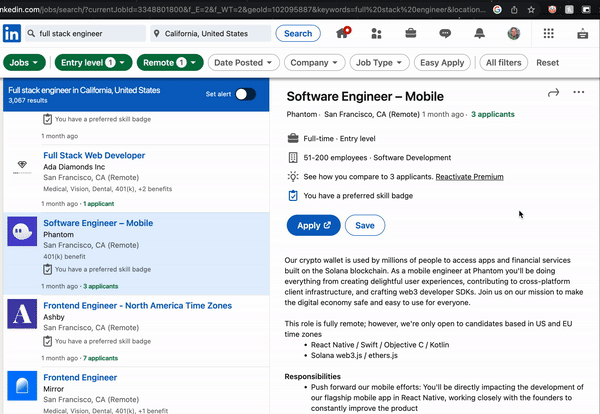 nkedin.com/jobs/search/?currentJobId=3348801800&f_E=2&f_WT=2&geoId=102095887&keywords=full%20stack%20engineer&location...
in
full stack engineer
California, United States
Search
Jobs
Entry level 1
Remote 1
Date Posted
Company
Job Type
Easy Apply
All filters
Reset
Full stack engineer in California, United States
3,067 results
Set alert
You have a preferred skill badge
1 month ago
Full Stack Web Developer
Ada Diamonds Inc
San Francisco, CA (Remote)
Medical, Vision, Dental, 401(k), +2 benefits
1 month ago · 1 applicant
Software Engineer – Mobile
Phantom
San Francisco, CA (Remote)
401(k) benefit
You have a preferred skill badge
1 month ago · 3 applicants
Frontend Engineer - North America Time Zones
Ashby
San Francisco, CA (Remote)
You have a preferred skill badge
1 month ago · 7 applicants
Frontend Engineer
Mirror
San Francisco, CA (Remote)
Medical, Vision, Dental, 401(k), +1 benefit
Software Engineer – Mobile
Phantom · San Francisco, CA (Remote) 1 month ago · 3 applicants
Full-time · Entry level
51-200 employees · Software Development
See how you compare to 3 applicants. Reactivate Premium
You have a preferred skill badge
Apply
Save
Our crypto wallet is used by millions of people to access apps and financial services
built on the Solana blockchain. As a mobile engineer at Phantom you'll be doing
everything from creating delightful user experiences, contributing to cross-platform
client infrastructure, and crafting web3 developer SDKs. Join us on our mission to make
the digital economy safe and easy to use for everyone.
This role is fully remote; however, we're only open to candidates based in US and EU
time zones
• React Native / Swift / Objective C / Kotlin
• Solana web3.js / ethers.js
Responsibilities
• Push forward our mobile efforts: You'll be directly impacting the development of
our flagship mobile app in React Native, working closely with the founders to
constantly improve the product